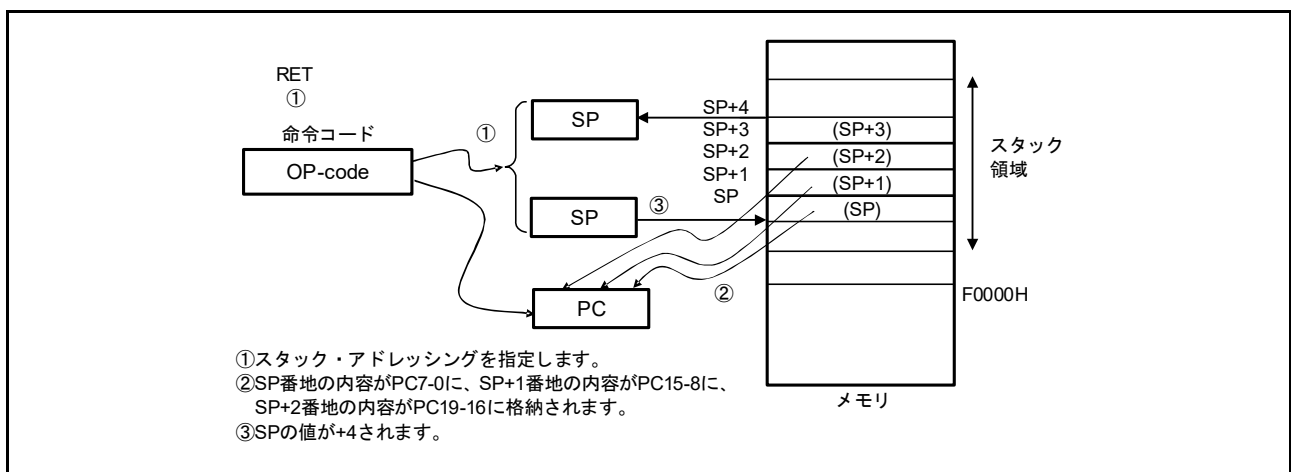 RET
①
命令コード
OP-code
①
SP
SP
③
PC
②
SP+4
SP+3
SP+2
SP+1
SP
(SP+3)
(SP+2)
(SP+1)
(SP)
スタック
領域
F0000H
メモリ
①スタック・アドレッシングを指定します。
②SP番地の内容がPC7-0に、SP+1番地の内容がPC15-8に、
SP+2番地の内容がPC19-16に格納されます。
③SPの値が+4されます。